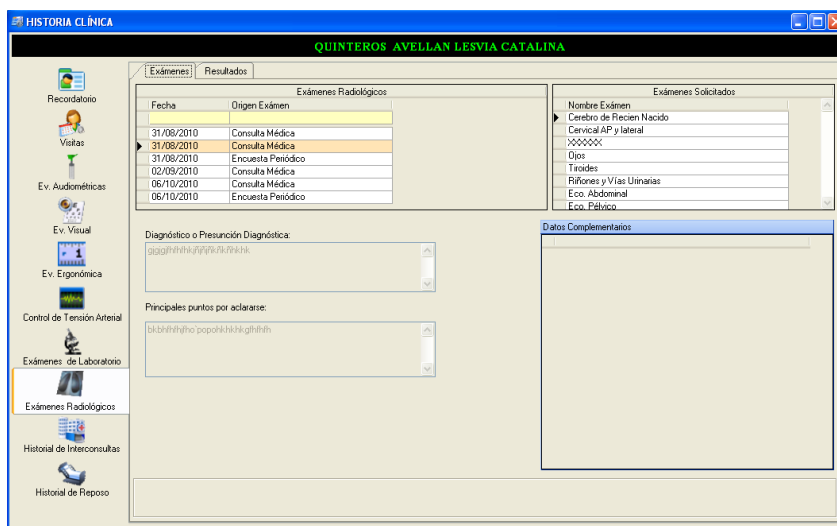 HISTORIA CLÍNICA
QUINTEROS AVELLAN LESVIA CATALINA
Recordatorio
Visitas
Ev. Audiométricas
Ev. Visual
Ev. Ergonómica
Control de Tensión Arterial
Exámenes de Laboratorio
Exámenes Radiológicos
Historial de Interconsultas
Historial de Reposo
Exámenes Resultados
Exámenes Radiológicos
Fecha Origen Exámen
31/08/2010 Consulta Médica
31/08/2010 Consulta Médica
31/08/2010 Encuesta Periódico
02/09/2010 Consulta Médica
06/10/2010 Consulta Médica
06/10/2010 Encuesta Periódico
Exámenes Solicitados
Nombre Exámen
Cerebro de Recien Nacido
Cervical AP y lateral
XXXXXX
Ojos
Tiroides
Riñones y Vías Urinarias
Eco. Abdominal
Eco. Pélvico
Diagnóstico o Presunción Diagnóstica:
Principales puntos por aclararse:
Datos Complementarios